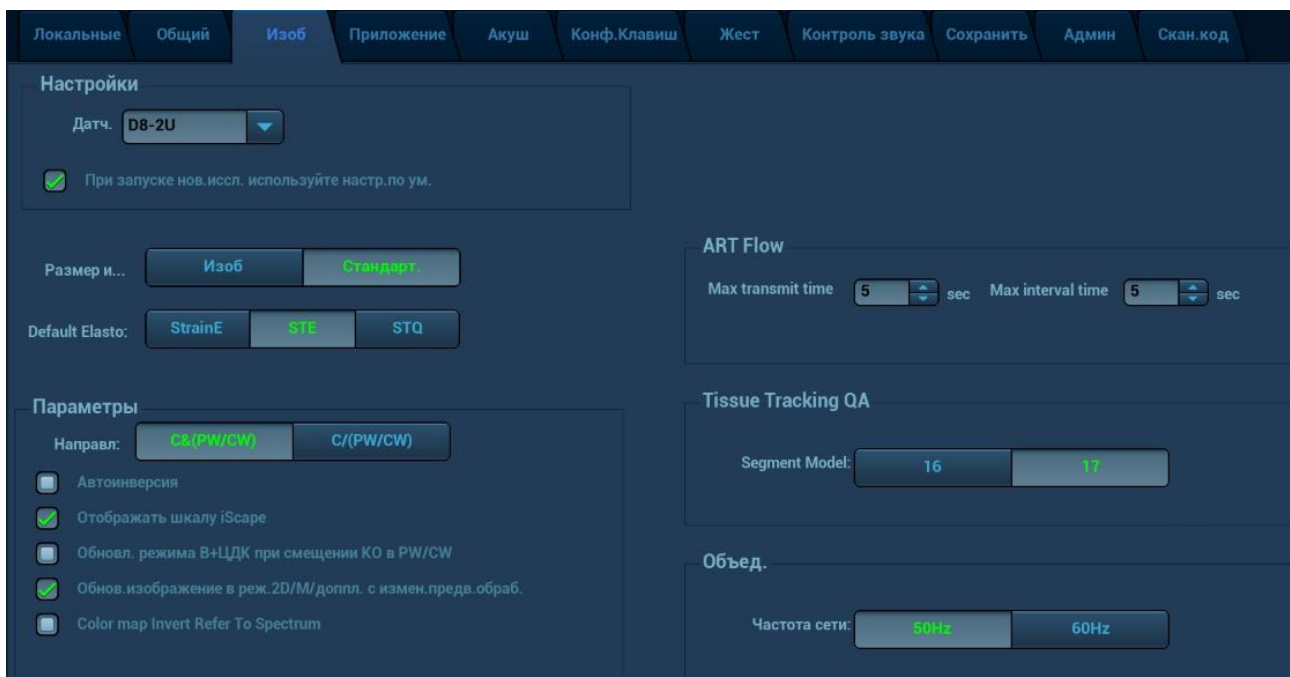 Локальные Общий Изоб Приложение Акуш Конф.Клавиш Жест Контроль звука Сохранить Админ Скан.код
Настройки
Датч. D8-2U
При запуске нов.иссл. используйте настр.по ум.
Размер и... Изоб Стандарт.
Default Elasto: StrainE STE STQ
Параметры
Направл: C&(PW/CW) C/(PW/CW)
Автоинверсия
Отображать шкалу iScape
Обновл. режима В+ЦДК при смещении КО в PW/CW
Обнов.изображение в реж.2D/M/доппл. с измен.предв.обраб.
Color map Invert Refer To Spectrum
ART Flow
Max transmit time 5 sec Max interval time 5 sec
Tissue Tracking QA
Segment Model: 16 17
Объед.
Частота сети: 50Hz 60Hz